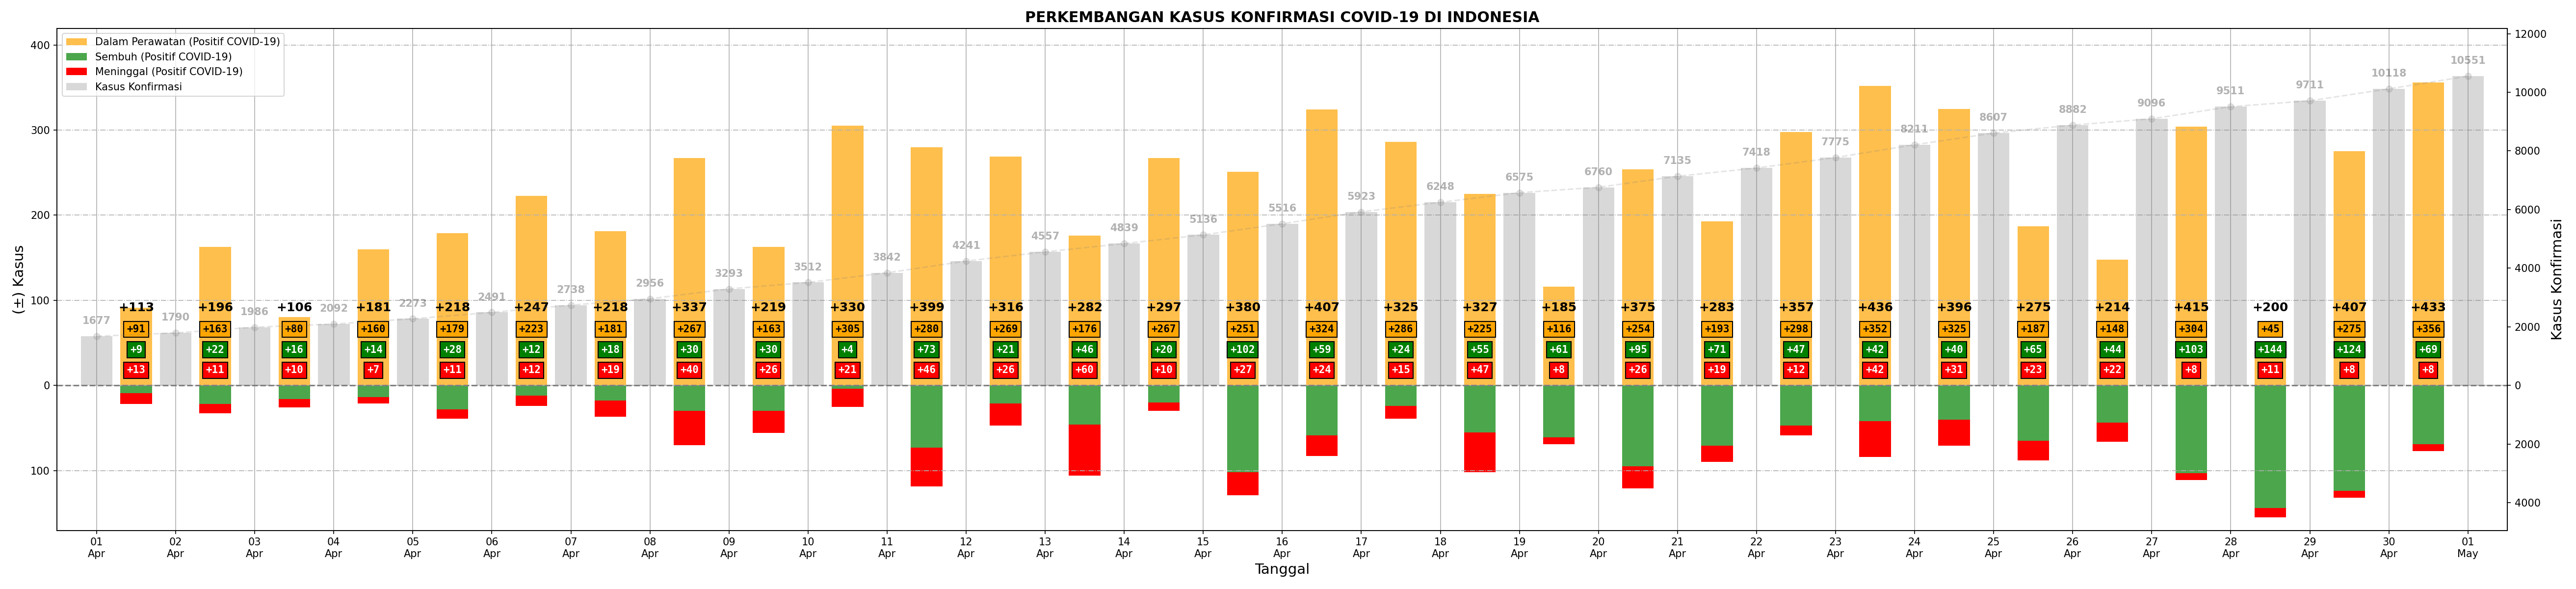 PERKEMBANGAN KASUS KONFIRMASI COVID-19 DI INDONESIA
Dalam Perawatan (Positif COVID-19)
Sembuh (Positif COVID-19)
Meninggal (Positif COVID-19)
Kasus Konfirmasi
(±) Kasus
400
300
200
100
0
100
12000
10000
8000
6000
4000
2000
0
2000
4000
Kasus Konfirmasi
1677 1790 1986 2092 2273 2491 2738 2956 3293 3512 3842 4241 4557 4839 5136 5516 5923 6248 6575 6760 7135 7418 7775 8211 8607 8882 9096 9511 9711 10118 10551
+113 +196 +106 +181 +218 +247 +218 +337 +219 +330 +399 +316 +282 +297 +380 +407 +325 +327 +185 +375 +283 +357 +436 +396 +275 +214 +415 +200 +407 +433
+91 +163 +80 +160 +179 +223 +181 +267 +163 +305 +280 +269 +176 +267 +251 +324 +286 +225 +116 +254 +193 +298 +352 +325 +187 +148 +304 +45 +275 +356
+9 +22 +16 +14 +28 +12 +18 +30 +30 +4 +73 +21 +46 +20 +102 +59 +24 +55 +61 +95 +71 +47 +42 +40 +65 +44 +103 +144 +124 +69
+13 +11 +10 +7 +11 +12 +19 +40 +26 +21 +46 +26 +60 +10 +27 +24 +15 +47 +8 +26 +19 +12 +42 +31 +23 +22 +8 +11 +8 +8
01 02 03 04 05 06 07 08 09 10 11 12 13 14 15 16 17 18 19 20 21 22 23 24 25 26 27 28 29 30 01
Apr Apr Apr Apr Apr Apr Apr Apr Apr Apr Apr Apr Apr Apr Apr Apr Apr Apr Apr Apr Apr Apr Apr Apr Apr Apr Apr Apr Apr Apr May
Tanggal